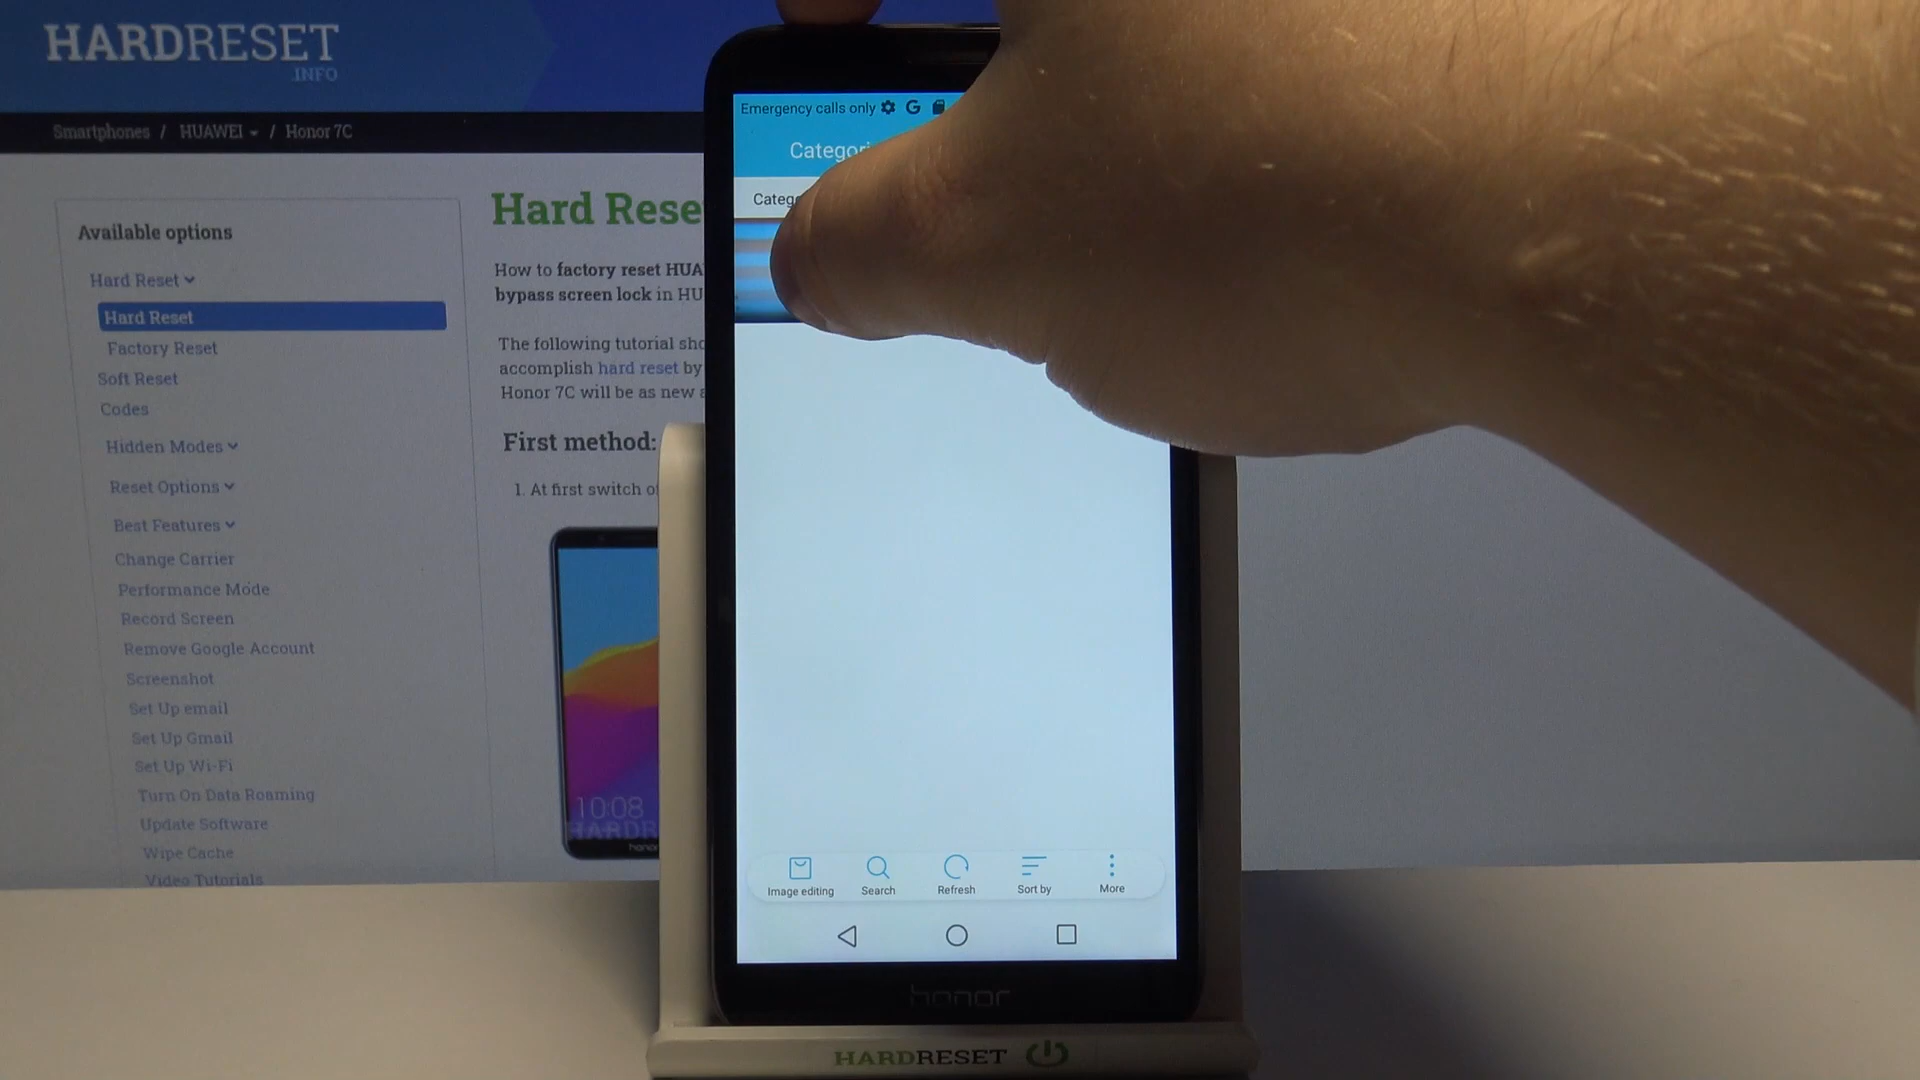 HARDRESET
.INFO
Smartphones / HUAWEI / Honor 7C
Available options
Hard Reset
Hard Reset
Factory Reset
Soft Reset
Codes
Hidden Modes
Reset Options
Best Features
Change Carrier
Performance Mode
Record Screen
Remove Google Account
Screenshot
Set Up email
Set Up Gmail
Set Up Wi-Fi
Turn On Data Roaming
Update Software
Wipe Cache
Video Tutorials
Hard Rese
How to factory reset HUA
bypass screen lock in HU
The following tutorial sho
accomplish hard reset by
Honor 7C will be as new a
First method:
1. At first switch of
10:08
HARDR
honor
Emergency calls only G
Categori
Categ
Image editing
Search
Refresh
Sort by
More
honor
HARDRESET